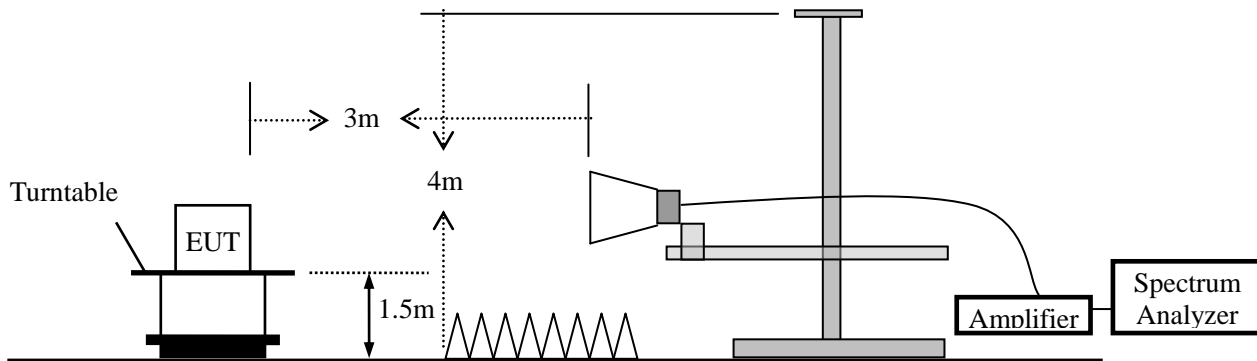 3m
4m
Turntable
EUT
1.5m
Amplifier
Spectrum
Analyzer